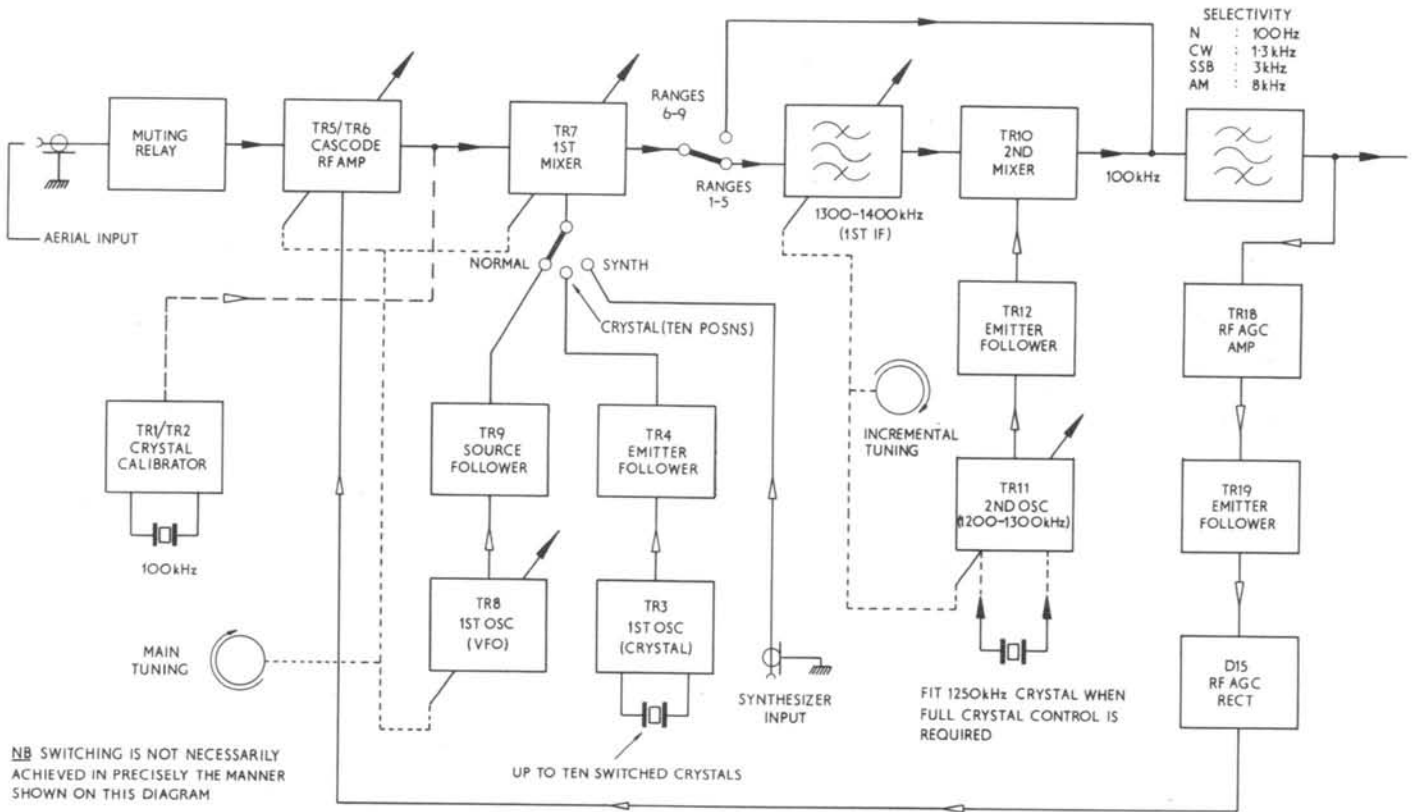 SELECTIVITY
N : 100Hz
CW : 1·3kHz
SSB : 3kHz
AM : 8kHz
MUTING
RELAY
TR5/TR6
CASCODE
RF AMP
TR7
1ST
MIXER
RANGES
6-9
RANGES
1-5
1300-1400kHz
(1ST IF)
TR10
2ND
MIXER
100kHz
AERIAL INPUT
NORMAL
SYNTH
CRYSTAL (TEN POSNS)
TR12
EMITTER
FOLLOWER
TR18
RF AGC
AMP
TR1/TR2
CRYSTAL
CALIBRATOR
100kHz
TR9
SOURCE
FOLLOWER
TR4
EMITTER
FOLLOWER
INCREMENTAL
TUNING
TR11
2ND OSC
(1200-1300kHz)
TR19
EMITTER
FOLLOWER
MAIN
TUNING
TR8
1ST OSC
(VFO)
TR3
1ST OSC
(CRYSTAL)
SYNTHESIZER
INPUT
FIT 1250kHz CRYSTAL WHEN
FULL CRYSTAL CONTROL IS
REQUIRED
D15
RF AGC
RECT
NB SWITCHING IS NOT NECESSARILY
ACHIEVED IN PRECISELY THE MANNER
SHOWN ON THIS DIAGRAM
UP TO TEN SWITCHED CRYSTALS